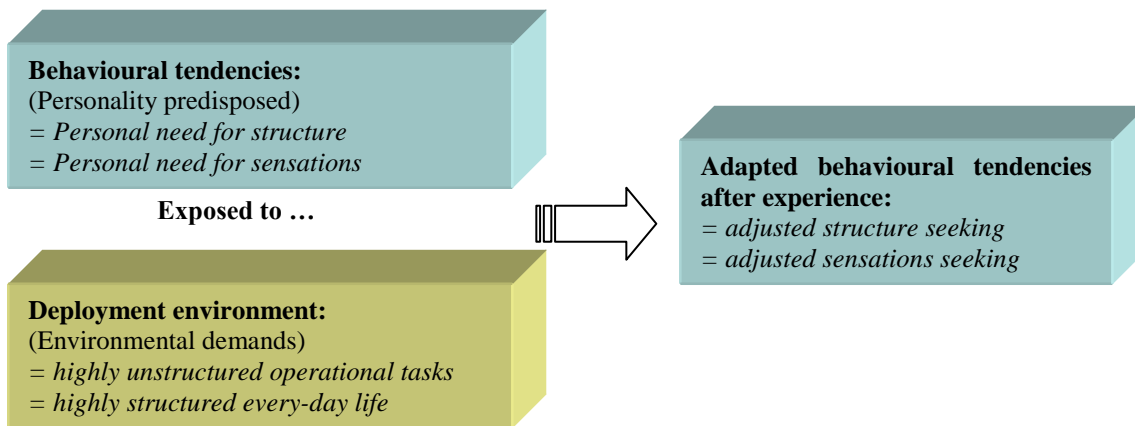 Behavioural tendencies:
(Personality predisposed)
= Personal need for structure
= Personal need for sensations
Exposed to …
Deployment environment:
(Environmental demands)
= highly unstructured operational tasks
= highly structured every-day life
Adapted behavioural tendencies
after experience:
= adjusted structure seeking
= adjusted sensations seeking